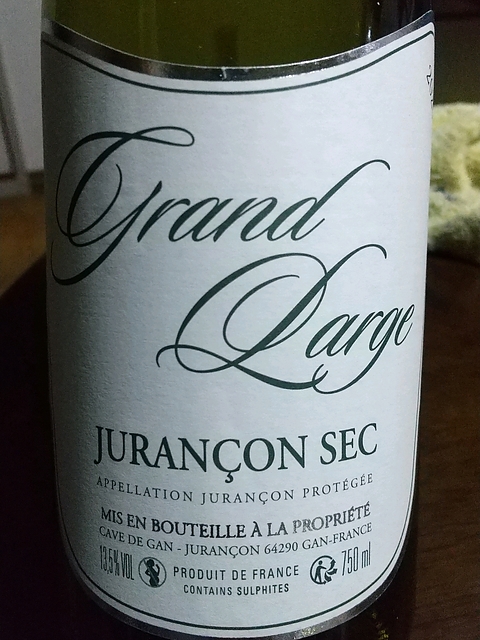 Grand
Large
JURANÇON SEC
APPELLATION JURANÇON PROTÉGÉE
MIS EN BOUTEILLE À LA PROPRIÉTÉ
CAVE DE GAN - JURANÇON 64290 GAN-FRANCE
13,5% VOL PRODUIT DE FRANCE 750 ml
CONTAINS SULPHITES